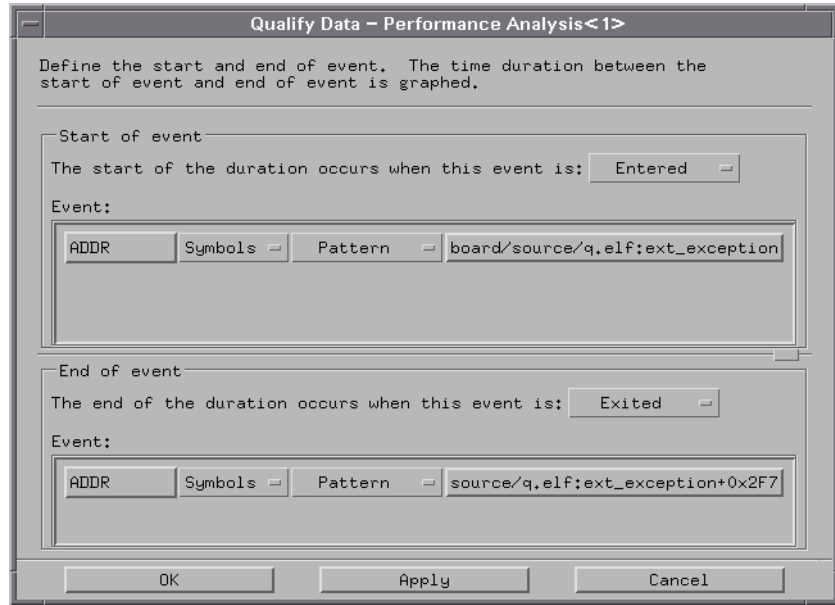 Qualify Data – Performance Analysis<1>
Define the start and end of event.  The time duration between the
start of event and end of event is graphed.
Start of event
The start of the duration occurs when this event is: Entered
Event:
ADDR Symbols Pattern board/source/q.elf:ext_exception
End of event
The end of the duration occurs when this event is: Exited
Event:
ADDR Symbols Pattern source/q.elf:ext_exception+0x2F7
OK Apply Cancel